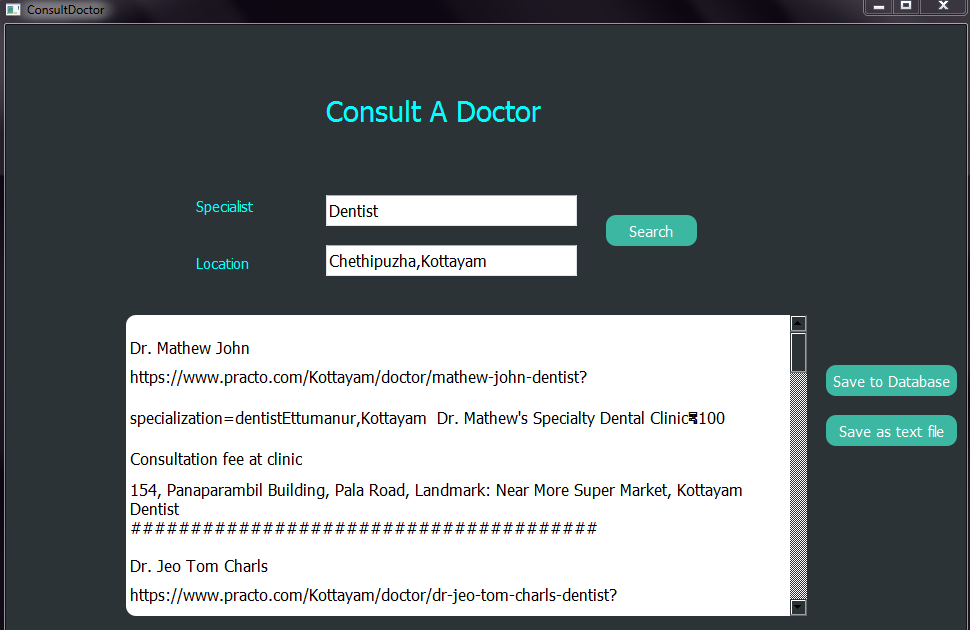 ConsultDoctor
Consult A Doctor
Specialist
Dentist
Search
Location
Chethipuzha,Kottayam
Dr. Mathew John
https://www.practo.com/Kottayam/doctor/mathew-john-dentist?
specialization=dentistEttumanur,Kottayam  Dr. Mathew's Specialty Dental Clinic₹100
Consultation fee at clinic
154, Panaparambil Building, Pala Road, Landmark: Near More Super Market, Kottayam
Dentist
#######################################
Dr. Jeo Tom Charls
https://www.practo.com/Kottayam/doctor/dr-jeo-tom-charls-dentist?
Save to Database
Save as text file